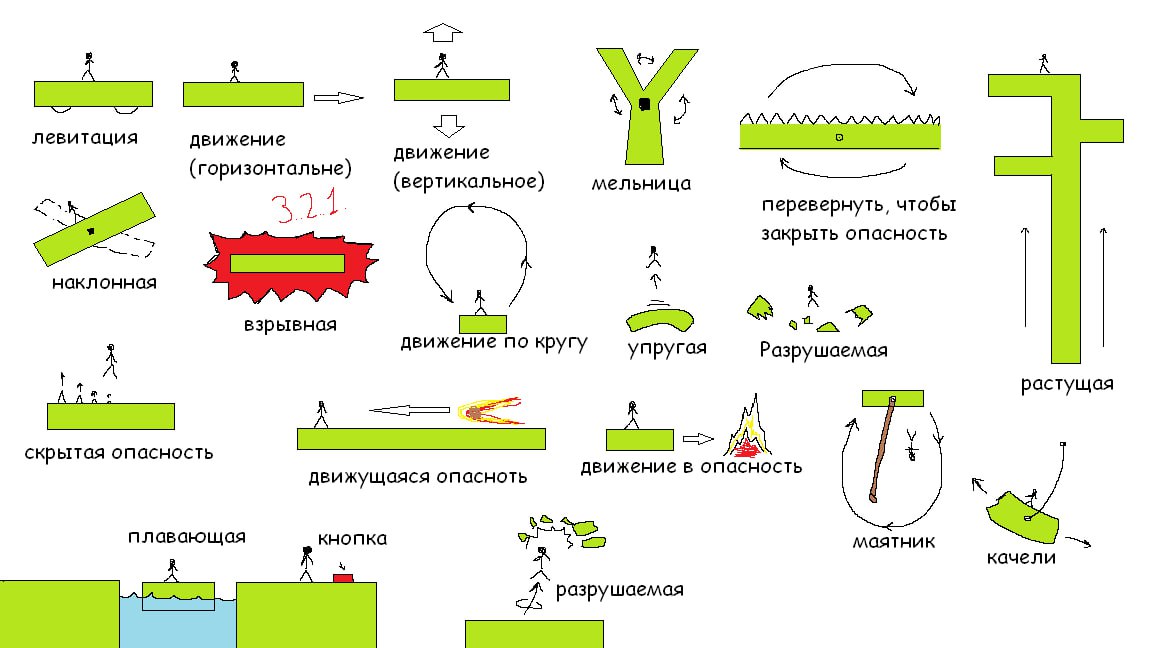 левитация
движение
(горизонтальне)
движение
(вертикальное)
мельница
перевернуть, чтобы
закрыть опасность
наклонная
3.2.1.
взрывная
движение по кругу
упругая
Разрушаемая
растущая
скрытая опасность
движущаяся опасноть
движение в опасность
маятник
качели
плавающая
кнопка
разрушаемая